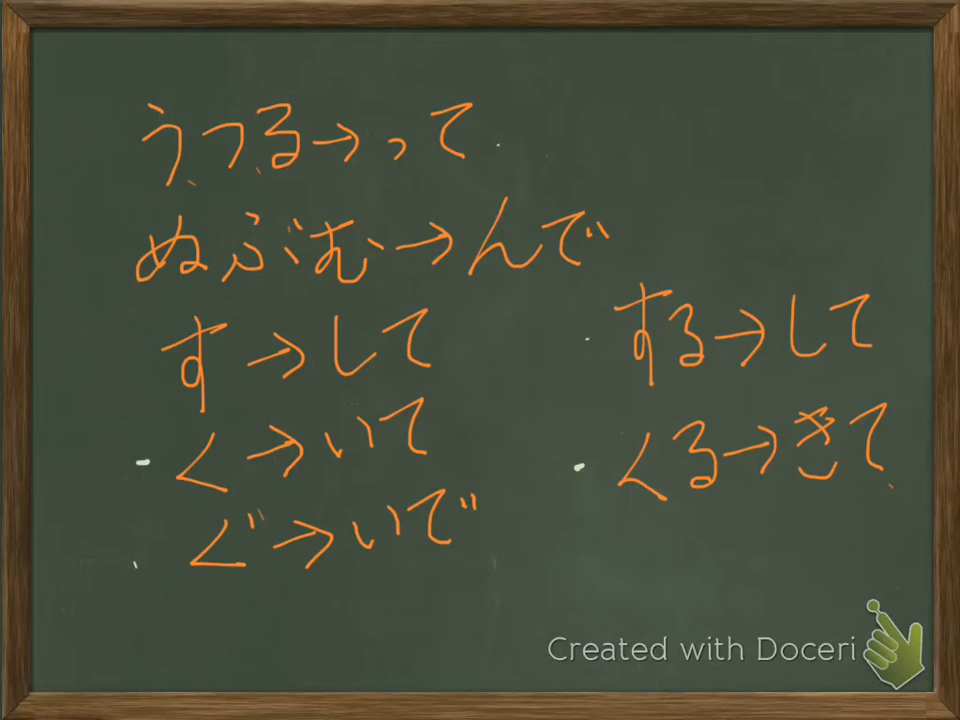 うつる→って
ぬぶむ→んで
す→して
く→いて
ぐ→いで
する→して
くる→きて
Created with Doceri